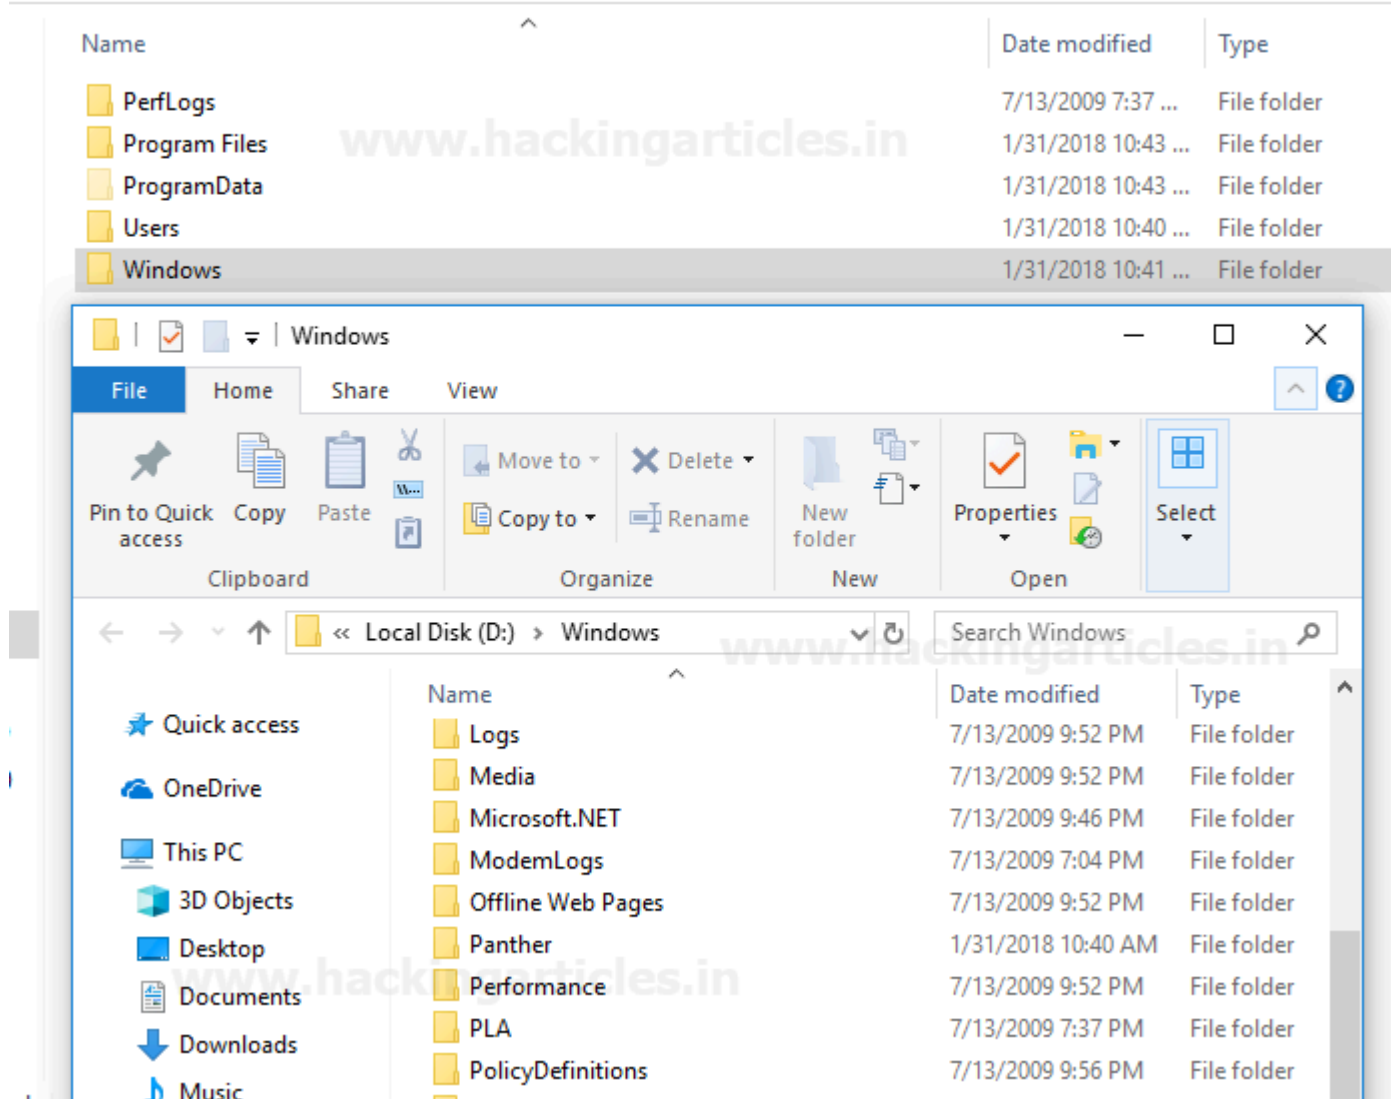 Name Date modified Type
PerfLogs 7/13/2009 7:37 ... File folder
www.hackingarticles.in
Program Files 1/31/2018 10:43 ... File folder
ProgramData 1/31/2018 10:43 ... File folder
Users 1/31/2018 10:40 ... File folder
Windows 1/31/2018 10:41 ... File folder
Windows
File Home Share View
Pin to Quick access Copy Paste
Move to Delete
Copy to Rename
New folder
Properties
Select
Clipboard Organize New Open
« Local Disk (D:) › Windows Search Windows
www.hackingarticles.in
Name Date modified Type
Quick access
OneDrive
This PC
3D Objects
Desktop
Documents
Downloads
Music
Logs 7/13/2009 9:52 PM File folder
Media 7/13/2009 9:52 PM File folder
Microsoft.NET 7/13/2009 9:46 PM File folder
ModemLogs 7/13/2009 7:04 PM File folder
Offline Web Pages 7/13/2009 9:52 PM File folder
Panther 1/31/2018 10:40 AM File folder
www.hackingarticles.in
Performance 7/13/2009 9:52 PM File folder
PLA 7/13/2009 7:37 PM File folder
PolicyDefinitions 7/13/2009 9:56 PM File folder